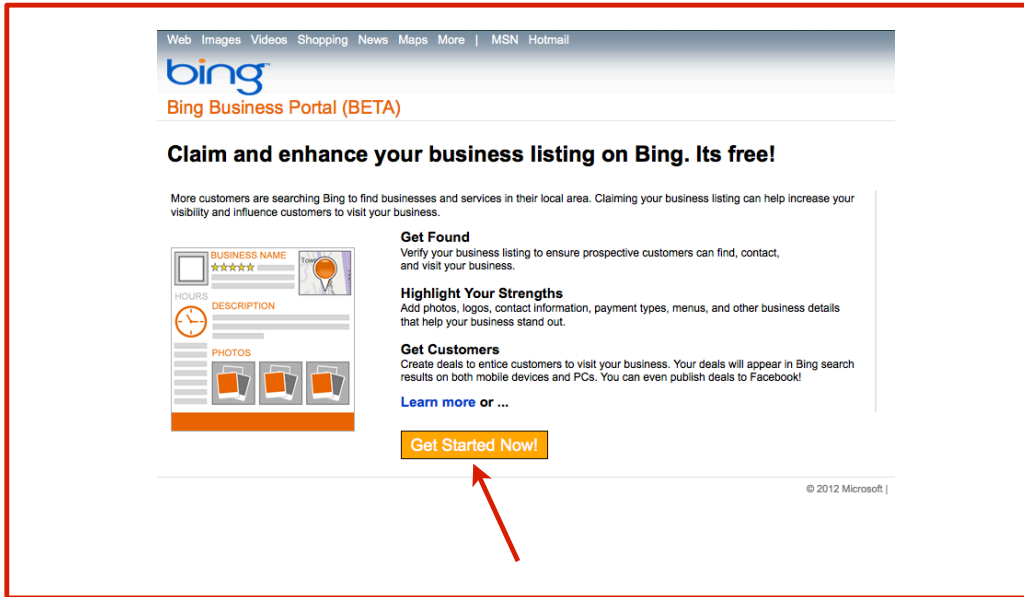 Web Images Videos Shopping News Maps More | MSN Hotmail
bing™
Bing Business Portal (BETA)
Claim and enhance your business listing on Bing. Its free!
More customers are searching Bing to find businesses and services in their local area. Claiming your business listing can help increase your
visibility and influence customers to visit your business.
BUSINESS NAME
Tow
HOURS
DESCRIPTION
PHOTOS
Get Found
Verify your business listing to ensure prospective customers can find, contact,
and visit your business.
Highlight Your Strengths
Add photos, logos, contact information, payment types, menus, and other business details
that help your business stand out.
Get Customers
Create deals to entice customers to visit your business. Your deals will appear in Bing search
results on both mobile devices and PCs. You can even publish deals to Facebook!
Learn more or ...
Get Started Now!
© 2012 Microsoft |